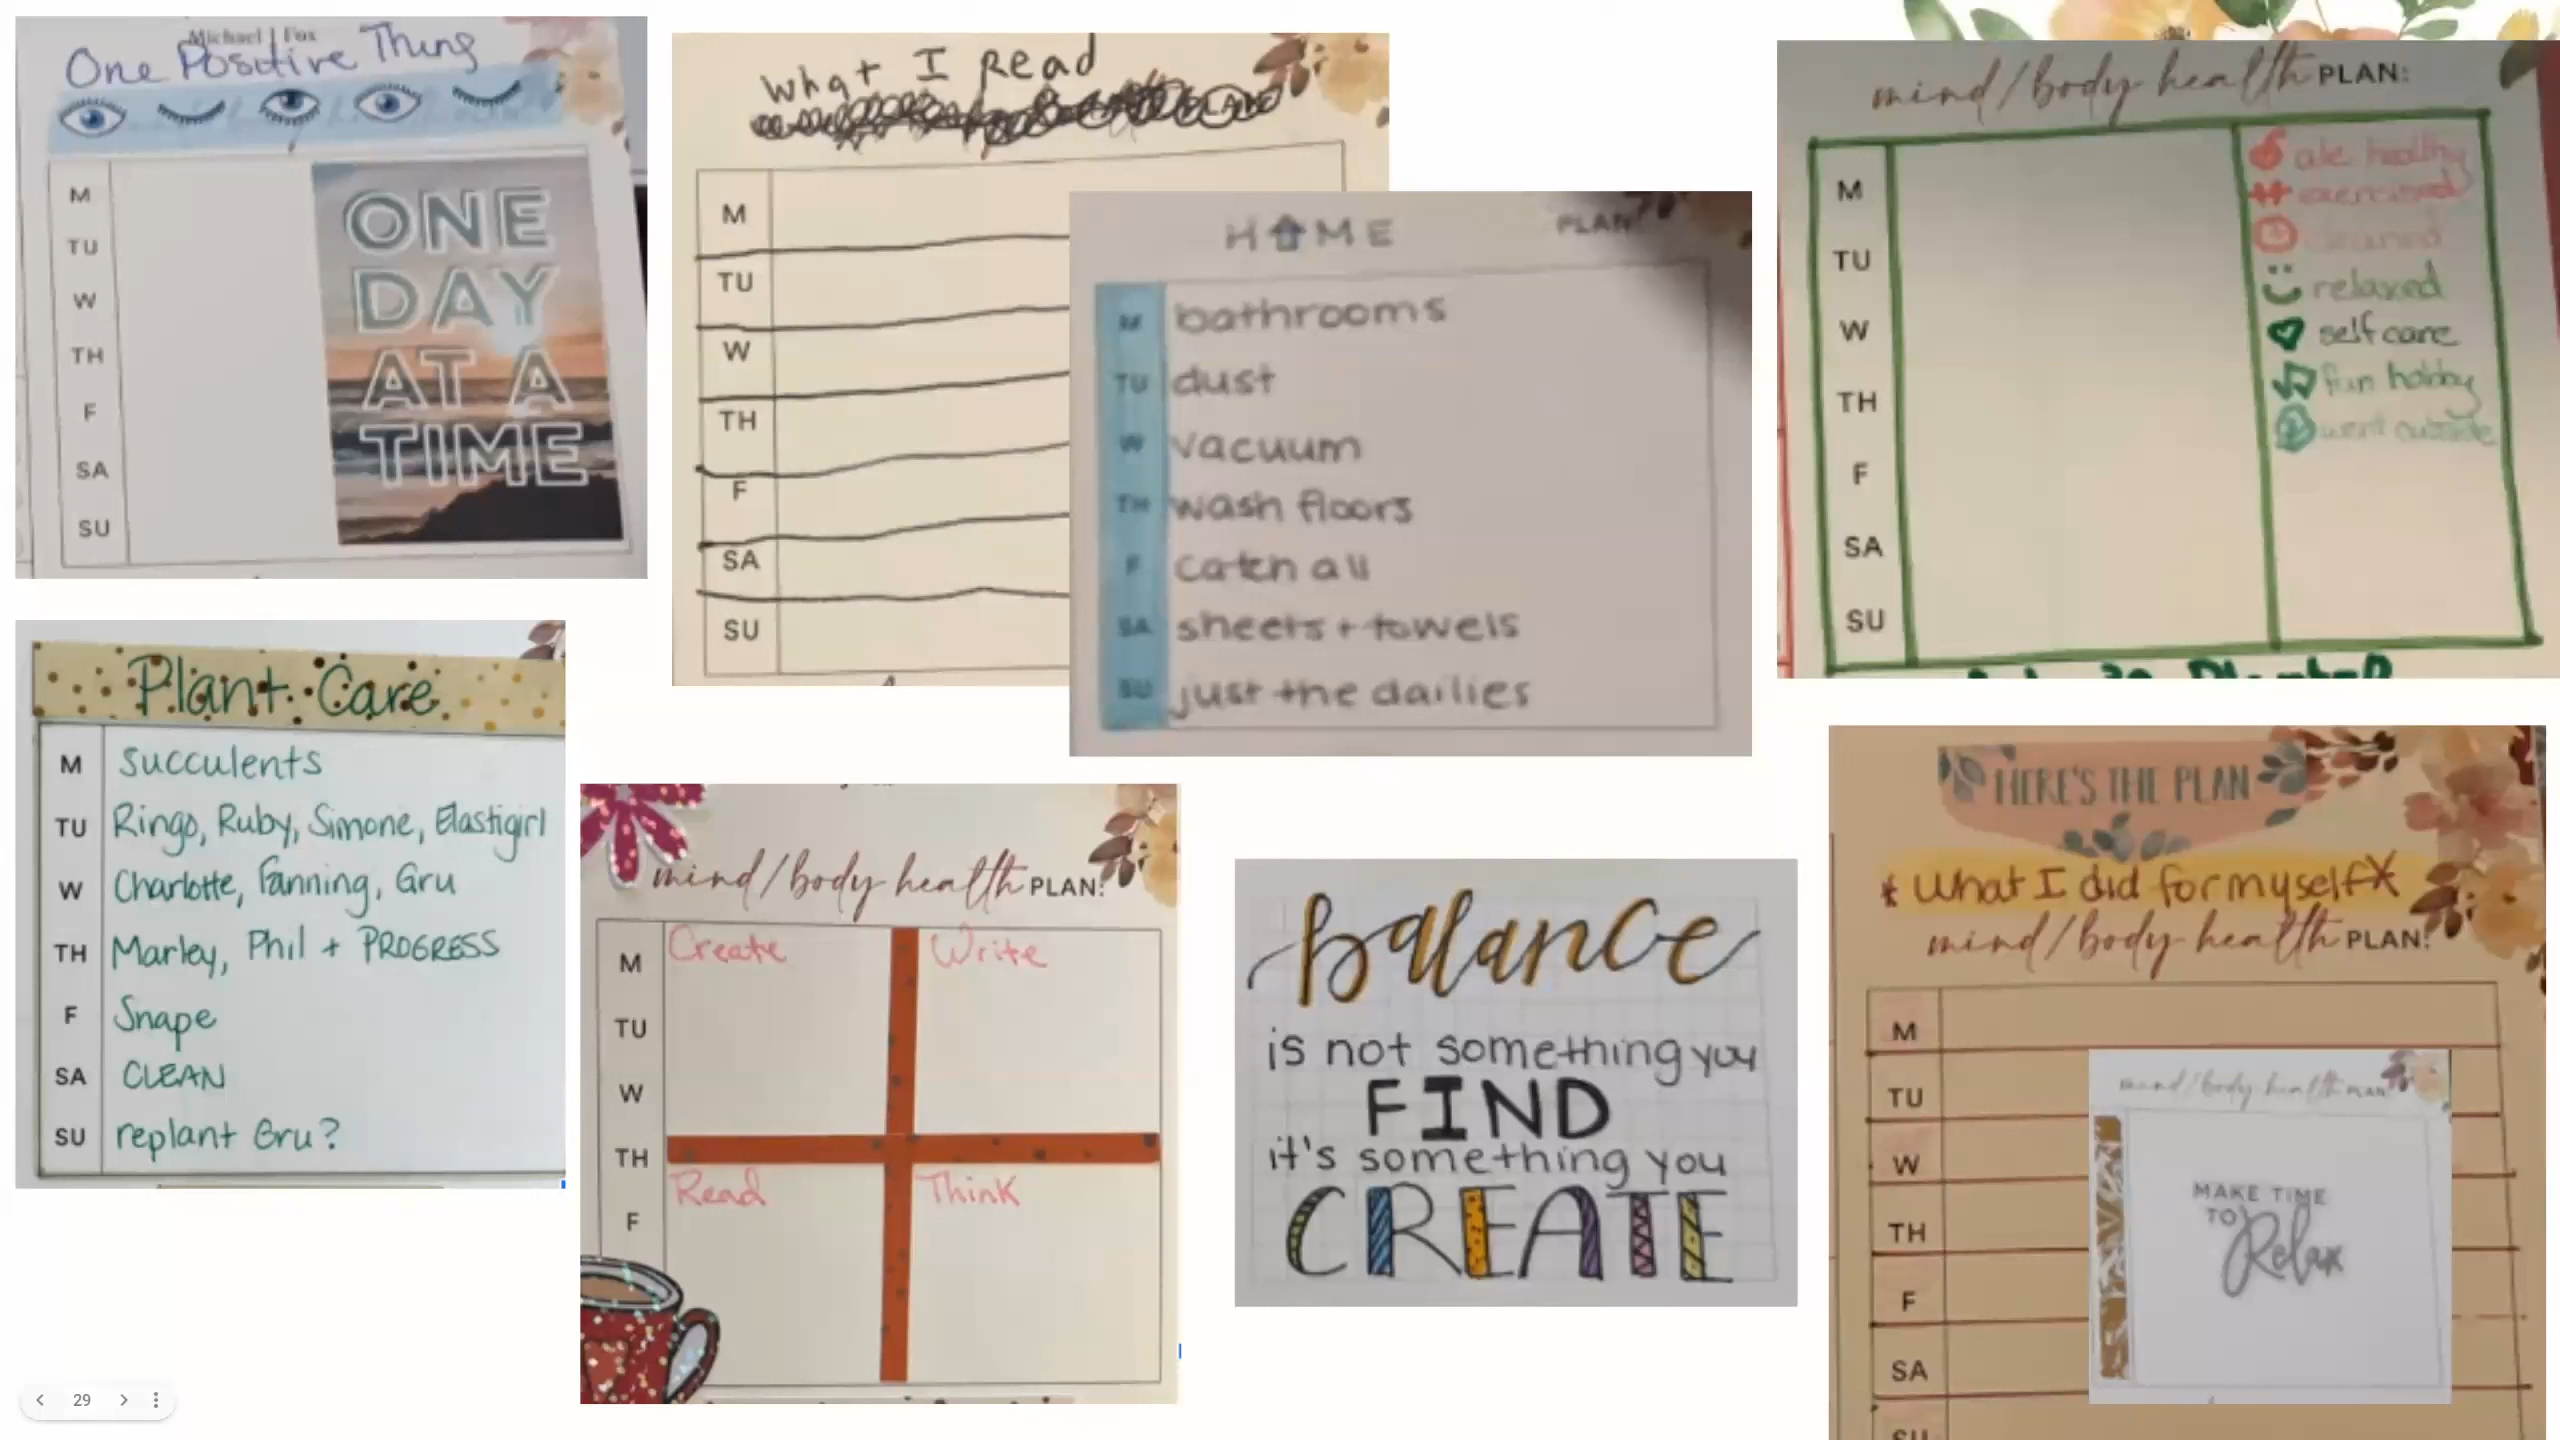 Michael J Fox
One Positive Thing
M
TU
W
TH
F
SA
SU
ONE
DAY
AT A
TIME
What I Read
M
TU
W
TH
F
SA
SU
HOME PLAN:
M bathrooms
TU dust
W vacuum
TH wash floors
F catch all
SA sheets + towels
SU just the dailies
mind/body health PLAN:
M
TU
W
TH
F
SA
SU
ate healthy
exercised
cleaned
relaxed
self care
fun hobby
went outside
Plant Care
M succulents
TU Ringo, Ruby, Simone, Elastigirl
W Charlotte, Fanning, Gru
TH Marley, Phil + PROGRESS
F Snape
SA CLEAN
SU replant Gru?
mind/body health PLAN:
M
TU
W
TH
F
Create
Write
Read
Think
balance
is not something you
FIND
it's something you
CREATE
HERE'S THE PLAN
* What I did for myself *
mind/body health PLAN:
M
TU
W
TH
F
SA
SU
mind/body health PLAN:
MAKE TIME
TO Relax
29